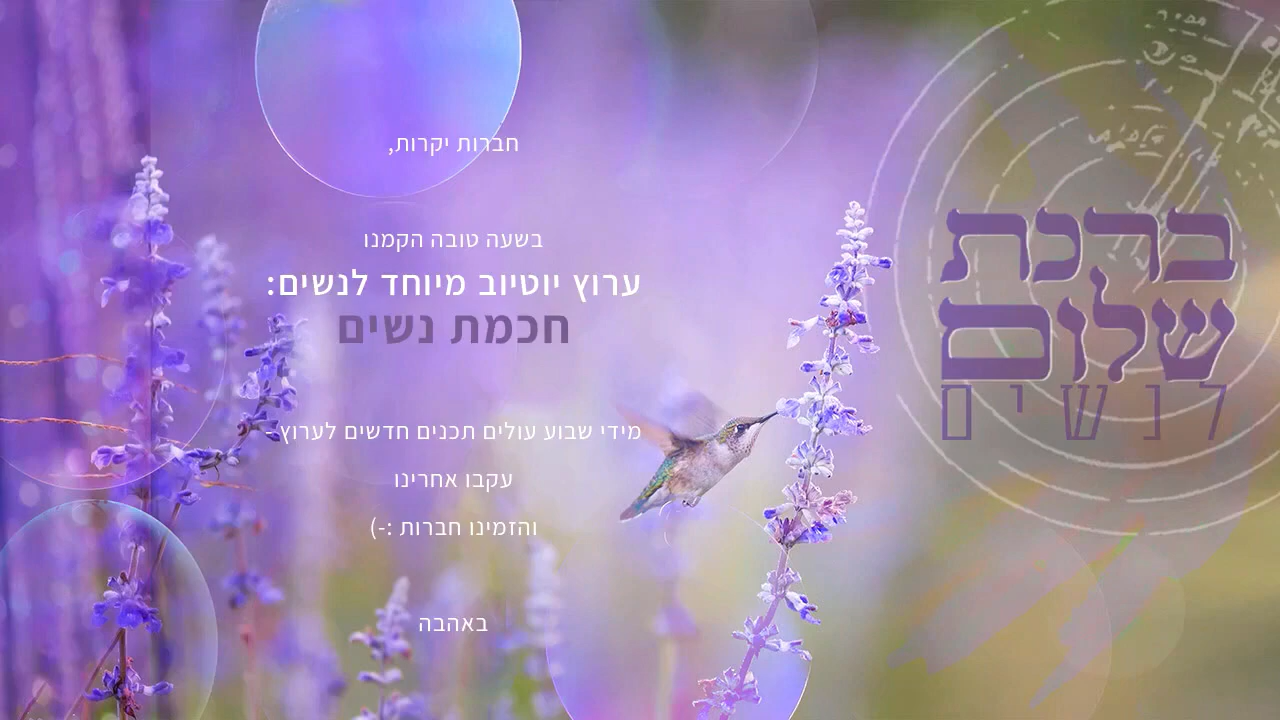 חברות יקרות,
בשעה טובה הקמנו
ערוץ יוטיוב מיוחד לנשים:
חכמת נשים
מידי שבוע עולים תכנים חדשים לערוץ
עקבו אחרינו
והזמינו חברות :-)
באהבה
ברכת
שלום
לנשים